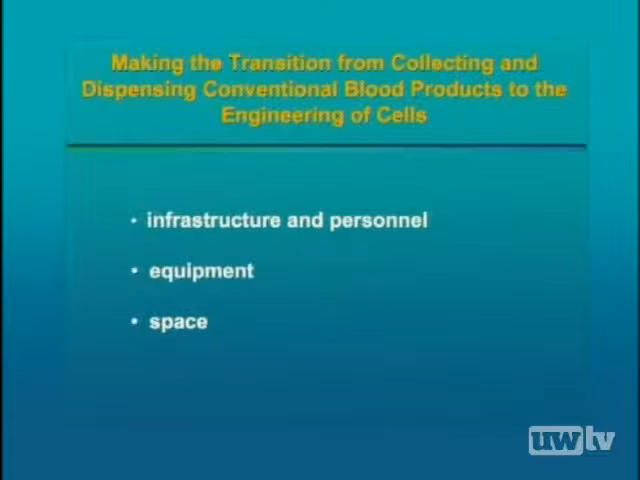 Making the Transition from Collecting and
Dispensing Conventional Blood Products to the
Engineering of Cells
• infrastructure and personnel
• equipment
• space
uwtv